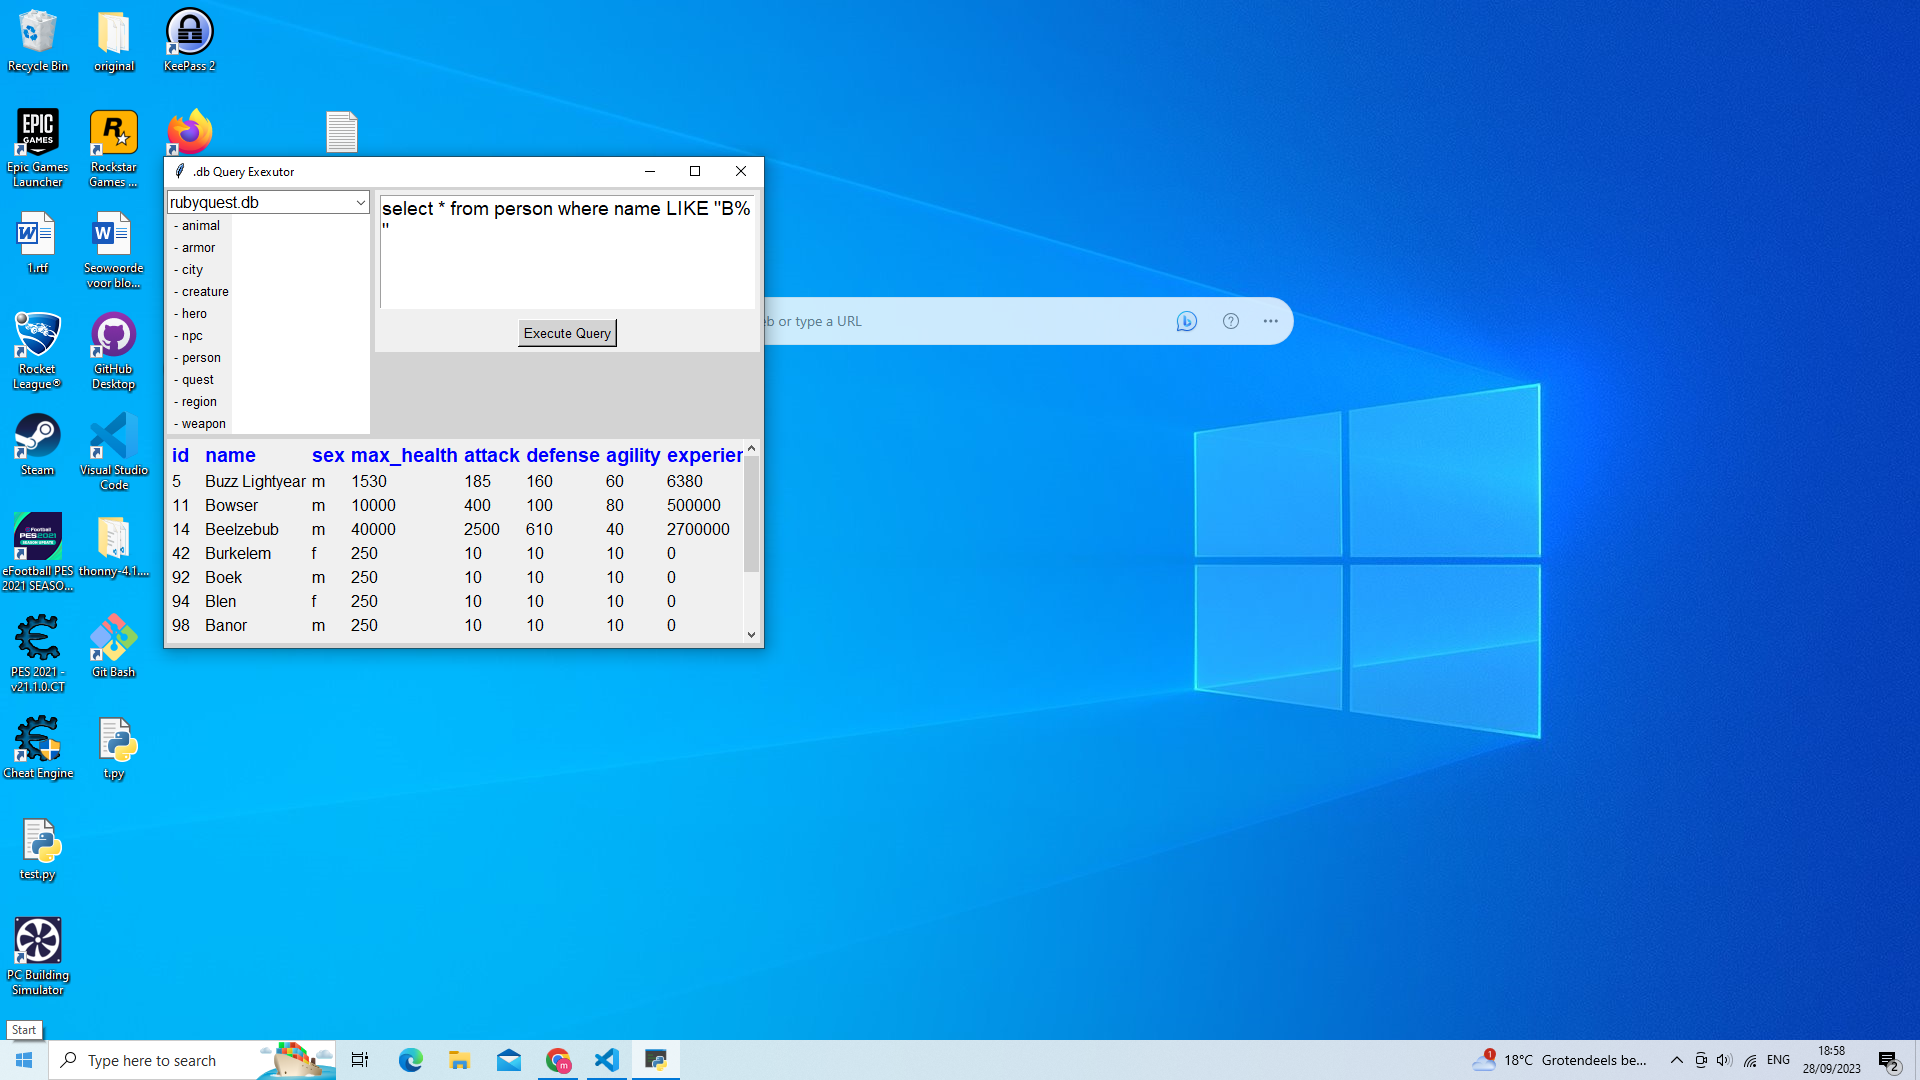 Recycle Bin
original
KeePass 2
Epic Games
Launcher
Rockstar
Games ...
1.rtf
Seowoorde
voor blo...
Rocket
League®
GitHub
Desktop
Steam
Visual Studio
Code
eFootball PES
2021 SEASO...
thonny-4.1....
PES 2021 -
v21.1.0.CT
Git Bash
Cheat Engine
t.py
test.py
PC Building
Simulator
Start
.db Query Exexutor
rubyquest.db
- animal
- armor
- city
- creature
- hero
- npc
- person
- quest
- region
- weapon
select * from person where name LIKE "B%
"
Execute Query
id name sex max_health attack defense agility experier
5 Buzz Lightyear m 1530 185 160 60 6380
11 Bowser m 10000 400 100 80 500000
14 Beelzebub m 40000 2500 610 40 2700000
42 Burkelem f 250 10 10 10 0
92 Boek m 250 10 10 10 0
94 Blen f 250 10 10 10 0
98 Banor m 250 10 10 10 0
eb or type a URL
Type here to search
1 18°C Grotendeels be...
ENG
18:58
28/09/2023
2